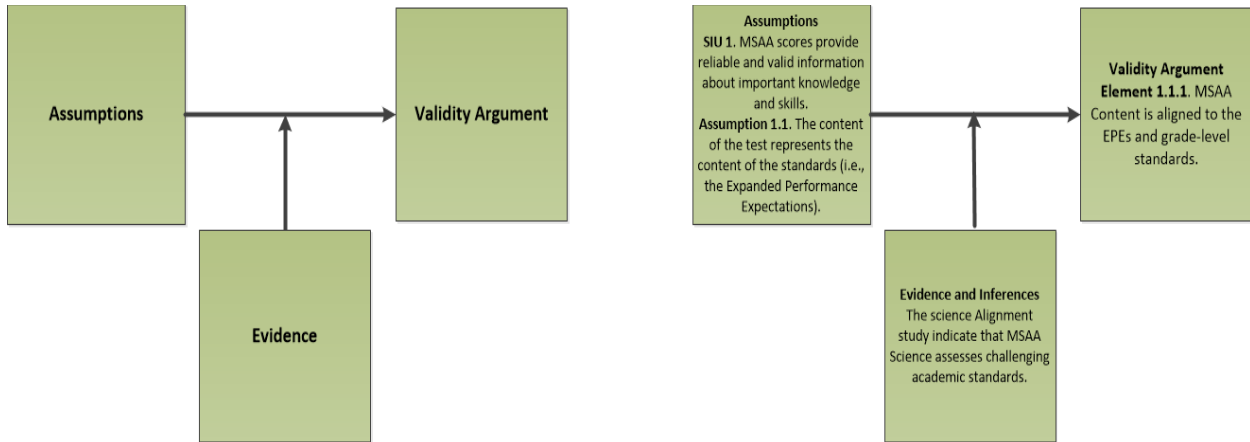 Assumptions
Validity Argument
Evidence
Assumptions
SIU 1. MSAA scores provide
reliable and valid information
about important knowledge
and skills.
Assumption 1.1. The content
of the test represents the
content of the standards (i.e.,
the Expanded Performance
Expectations).
Validity Argument
Element 1.1.1. MSAA
Content is aligned to the
EPEs and grade-level
standards.
Evidence and Inferences
The science Alignment
study indicate that MSAA
Science assesses challenging
academic standards.